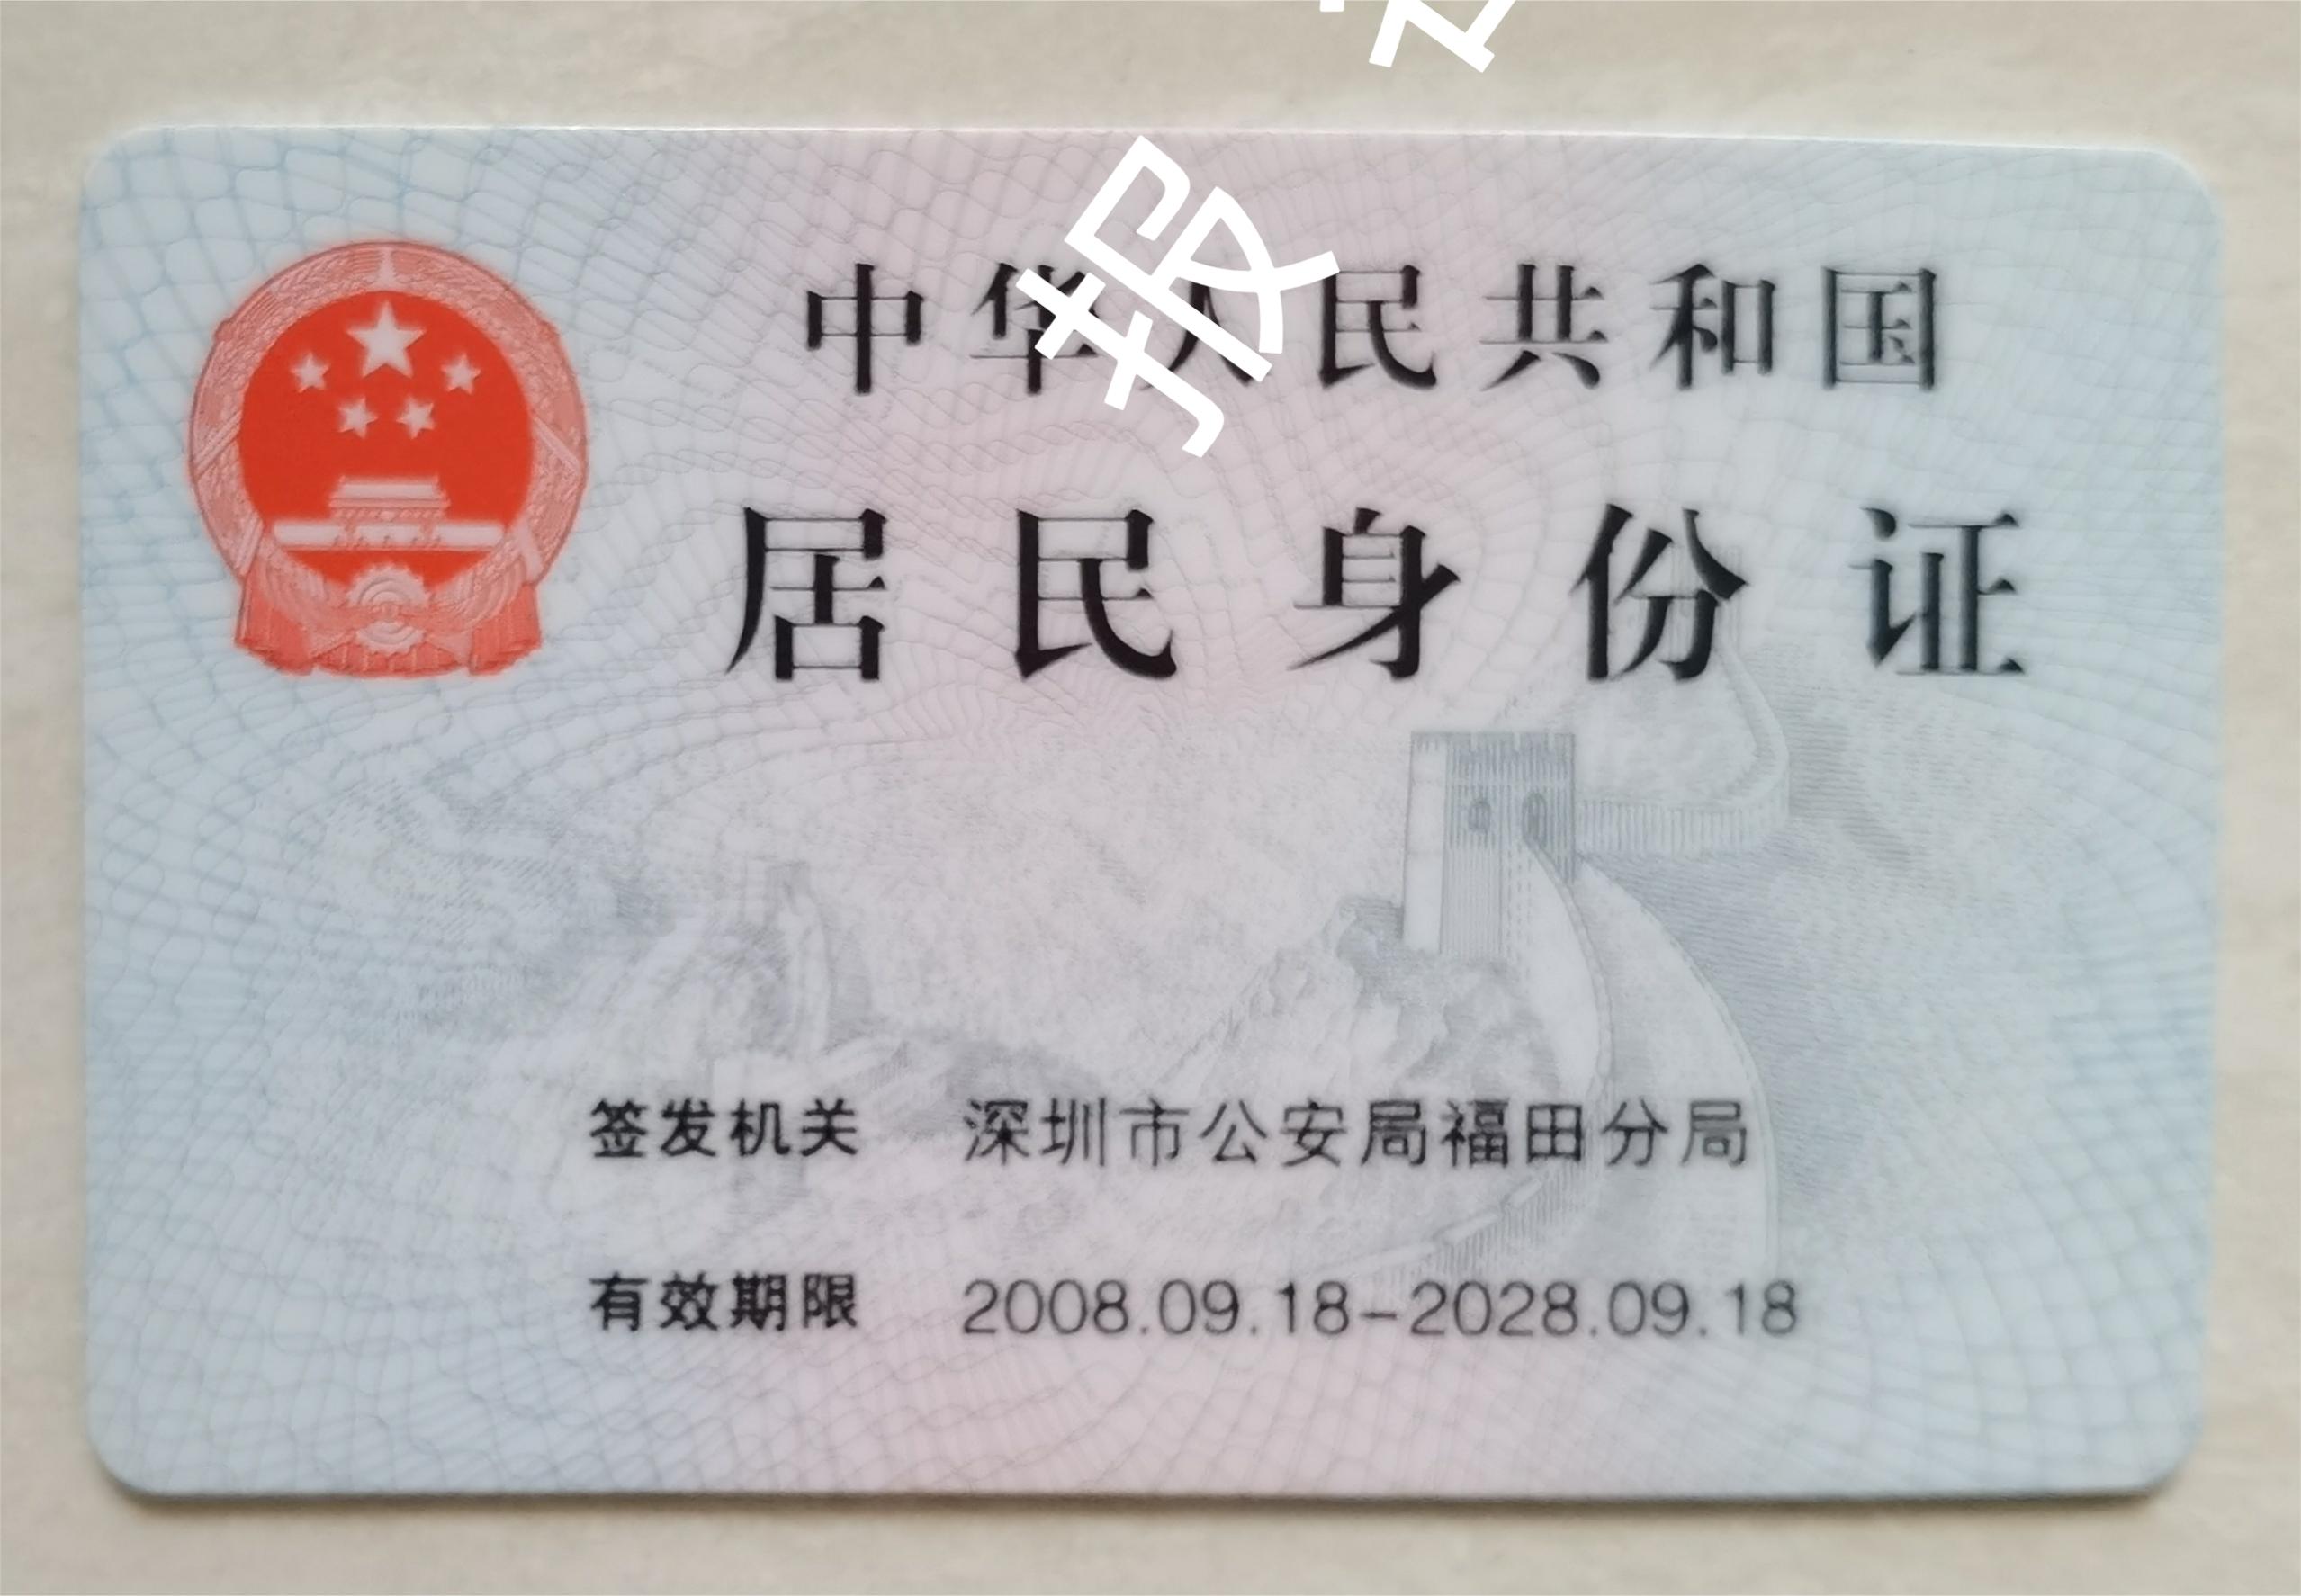 报
中华人民共和国
居民身份证
签发机关 深圳市公安局福田分局
有效期限 2008.09.18-2028.09.18